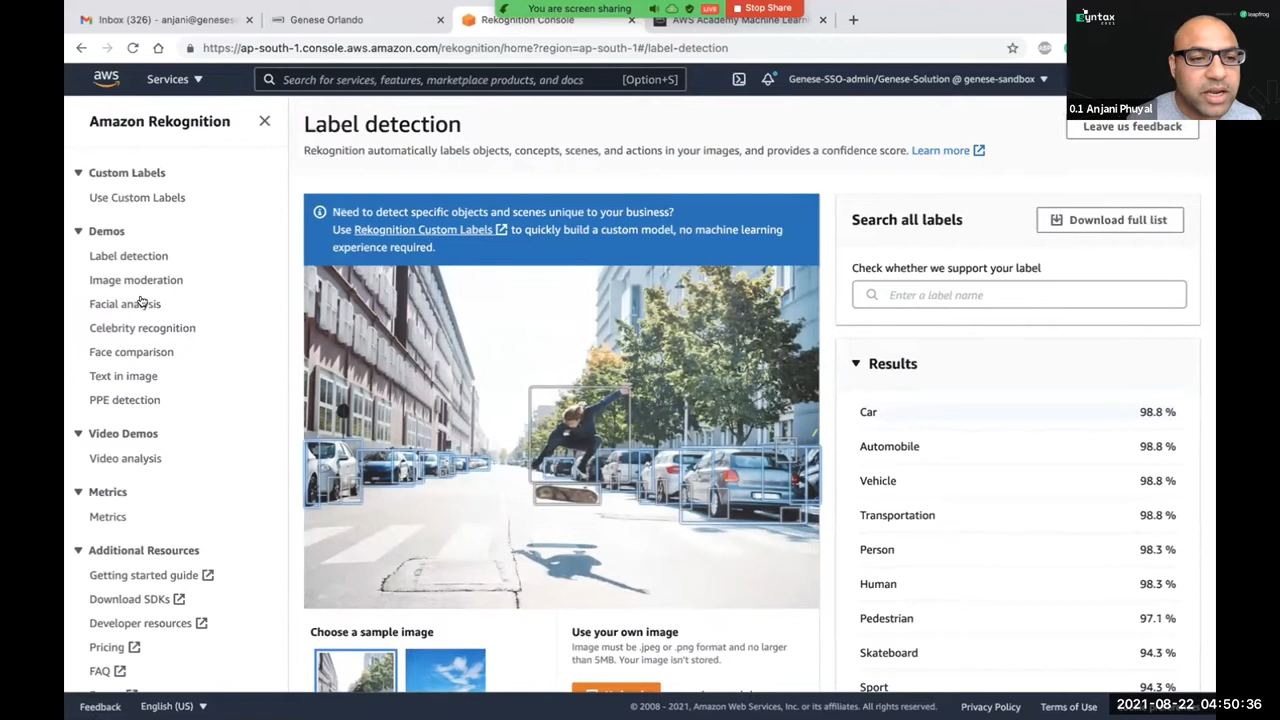 Inbox (326) - anjani@geneses
Genese Orlando
Rekognition Console
You are screen sharing
LIVE
Stop Share
AWS Academy Machine Learn
https://ap-south-1.console.aws.amazon.com/rekognition/home?region=ap-south-1#/label-detection
aws
Services
Search for services, features, marketplace products, and docs
[Option+S]
Genese-SSO-admin/Genese-Solution @ genese-sandbox
Syntax
leapfrog
0.1 Anjani Phuyal
Amazon Rekognition
Custom Labels
Use Custom Labels
Demos
Label detection
Image moderation
Facial analysis
Celebrity recognition
Face comparison
Text in image
PPE detection
Video Demos
Video analysis
Metrics
Metrics
Additional Resources
Getting started guide
Download SDKs
Developer resources
Pricing
FAQ
Label detection
Rekognition automatically labels objects, concepts, scenes, and actions in your images, and provides a confidence score. Learn more
Leave us feedback
Need to detect specific objects and scenes unique to your business?
Use Rekognition Custom Labels to quickly build a custom model, no machine learning
experience required.
Choose a sample image
Use your own image
Image must be .jpeg or .png format and no larger
than 5MB. Your image isn't stored.
Search all labels
Download full list
Check whether we support your label
Enter a label name
Results
Car 98.8 %
Automobile 98.8 %
Vehicle 98.8 %
Transportation 98.8 %
Person 98.3 %
Human 98.3 %
Pedestrian 97.1 %
Skateboard 94.3 %
Sport 94.3 %
Feedback
English (US)
© 2008 - 2021, Amazon Web Services, Inc. or its affiliates. All rights reserved.
Privacy Policy
Terms of Use
2021-08-22 04:50:36